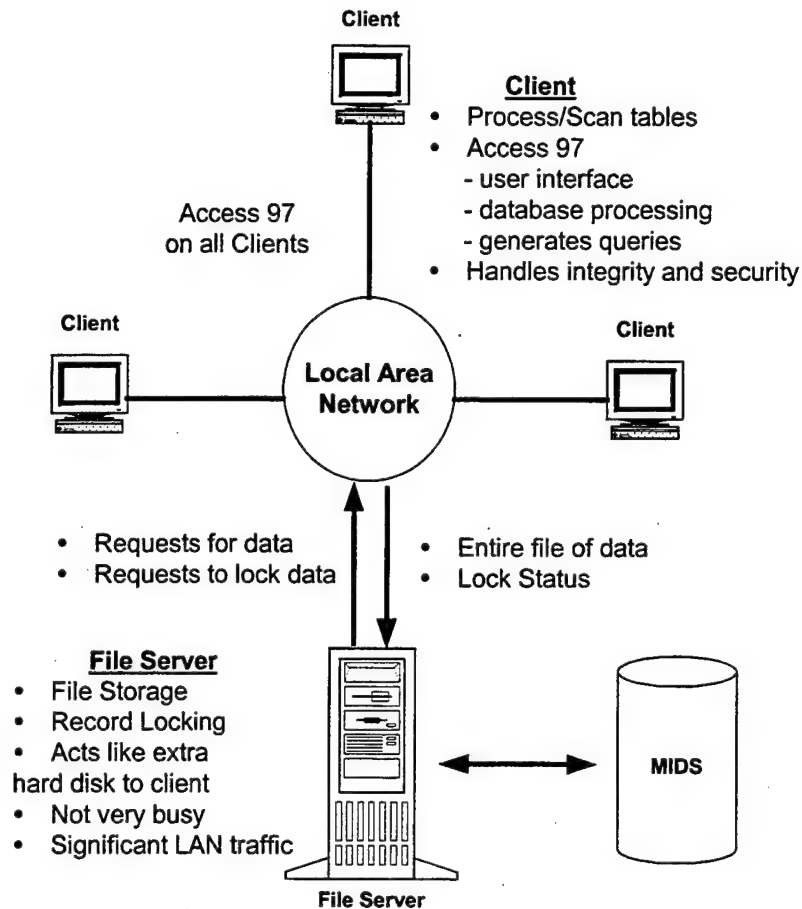 Client
Client
• Process/Scan tables
• Access 97
- user interface
- database processing
- generates queries
• Handles integrity and security
Access 97
on all Clients
Client
Client
Local Area
Network
• Requests for data
• Requests to lock data
• Entire file of data
• Lock Status
File Server
• File Storage
• Record Locking
• Acts like extra
hard disk to client
• Not very busy
• Significant LAN traffic
MIDS
File Server